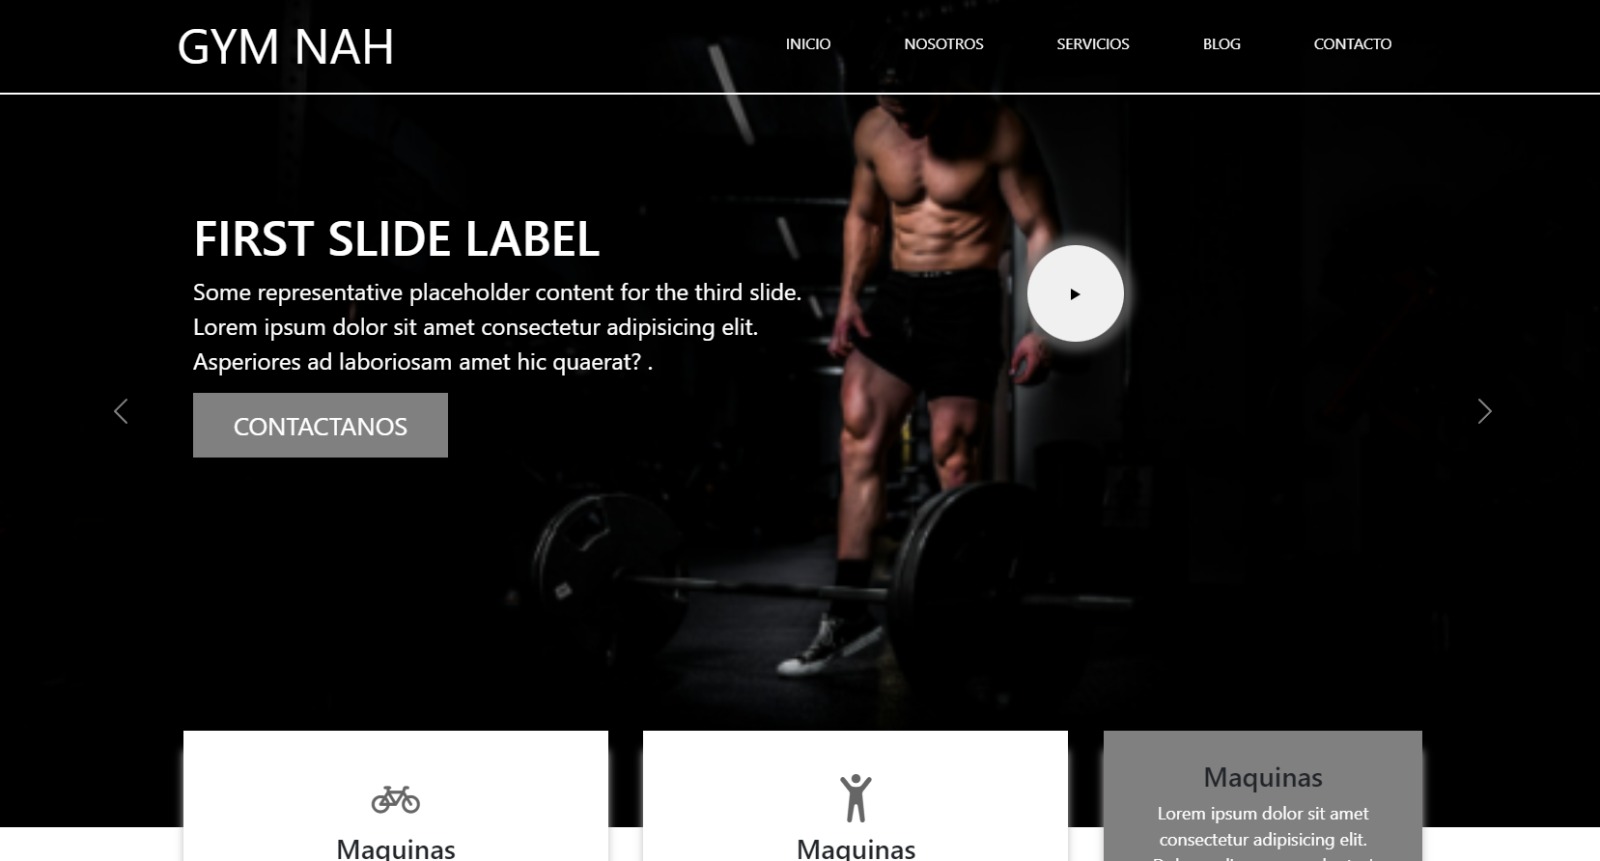 GYM NAH
INICIO
NOSOTROS
SERVICIOS
BLOG
CONTACTO
FIRST SLIDE LABEL
Some representative placeholder content for the third slide.
Lorem ipsum dolor sit amet consectetur adipisicing elit.
Asperiores ad laboriosam amet hic quaerat? .
CONTACTANOS
Maquinas
Maquinas
Maquinas
Lorem ipsum dolor sit amet
consectetur adipisicing elit.